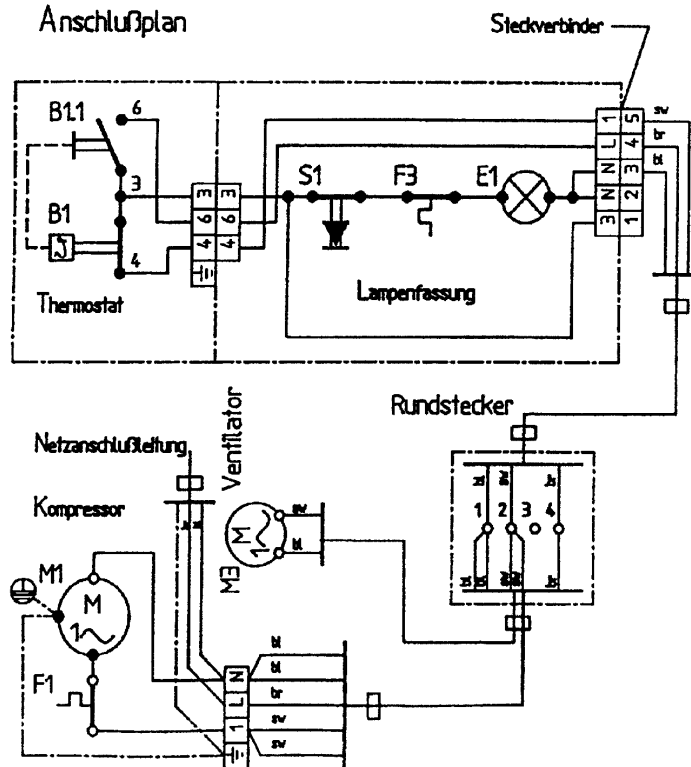 Anschlußplan
Steckverbinder
B1.1
6
3
B1
4
Thermostat
3 3
6 6
4 4
S1
F3
E1
Lampenfassung
1 5
L 4
N 3
N 2
3 1
sw
br
bl
Rundstecker
1 2 3 4
Netzanschlußleitung
Ventilator
Kompressor
sw
bl
M
1
M3
M1
M
1
F1
N
L
1
bl
bl
br
sw
sw